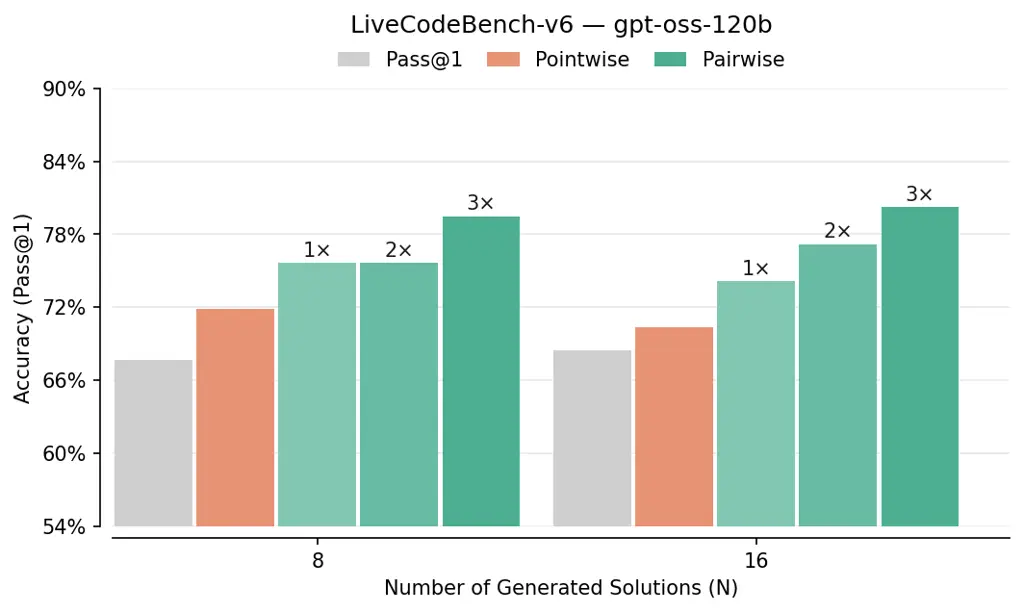 LiveCodeBench-v6 — gpt-oss-120b
Pass@1 Pointwise Pairwise
90%
84%
78%
72%
66%
60%
54%
Accuracy (Pass@1)
1× 2× 3×
1× 2× 3×
8 16
Number of Generated Solutions (N)